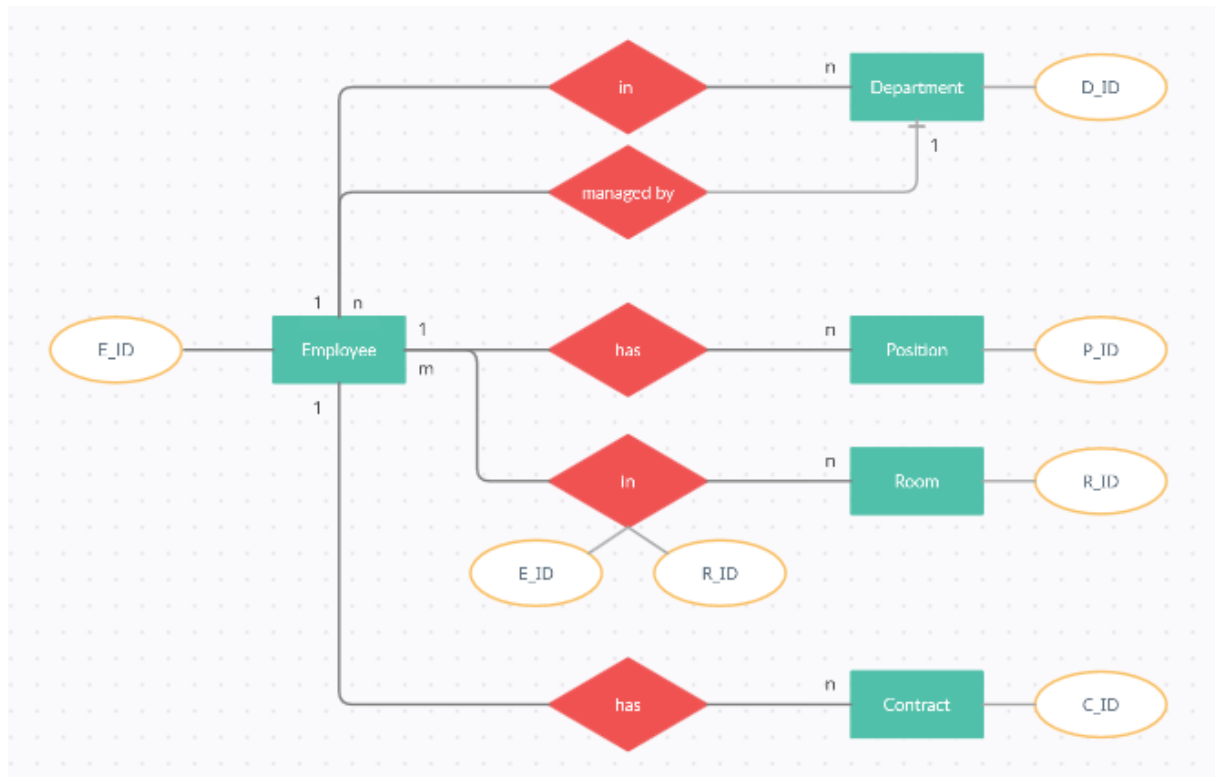 n
in
Department
D_ID
1
managed by
1
n
1
n
E_ID
Employee
has
Position
P_ID
m
1
n
In
Room
R_ID
E_ID
R_ID
n
has
Contract
C_ID